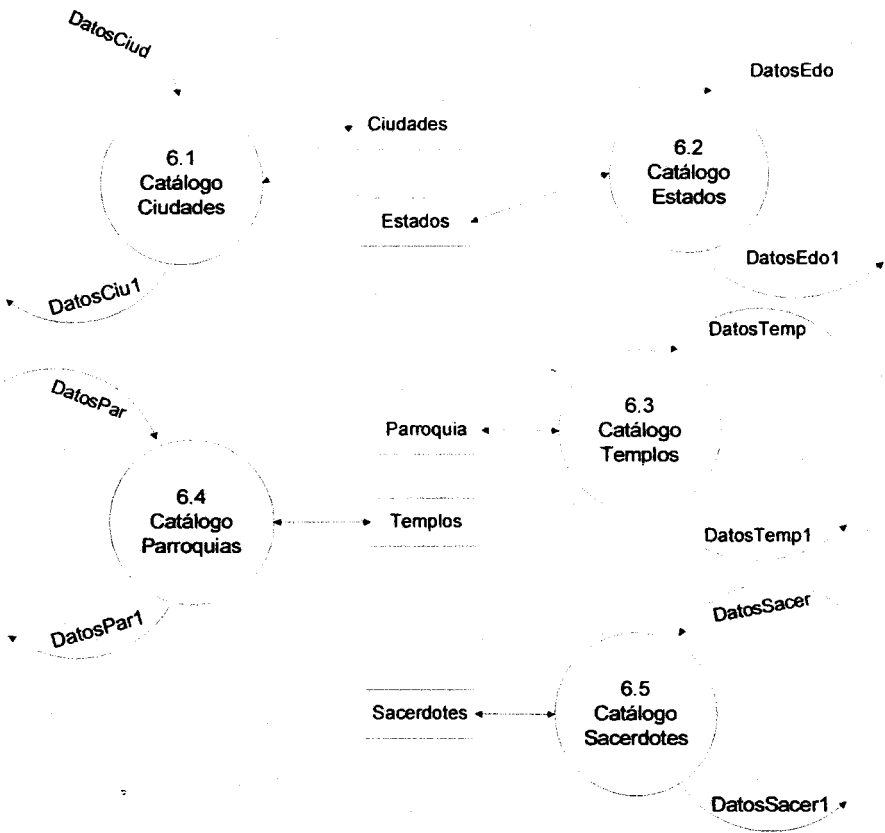 DatosCiud
DatosEdo
Ciudades
6.1
Catálogo
Ciudades
6.2
Catálogo
Estados
Estados
DatosEdo1
DatosCiu1
DatosTemp
DatosPar
Parroquia
6.3
Catálogo
Templos
6.4
Catálogo
Parroquias
Templos
DatosTemp1
DatosSacer
DatosPar1
Sacerdotes
6.5
Catálogo
Sacerdotes
DatosSacer1